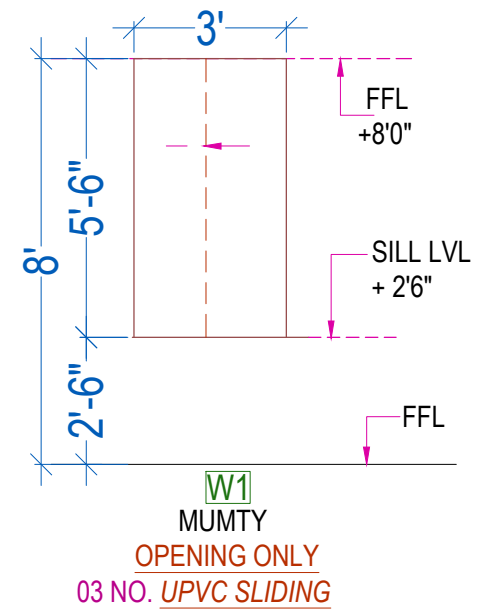 3'
FFL
+8'0"
5'-6"
8'
SILL LVL
+ 2'6"
2'-6"
FFL
W1
MUMTY
OPENING ONLY
03 NO. UPVC SLIDING